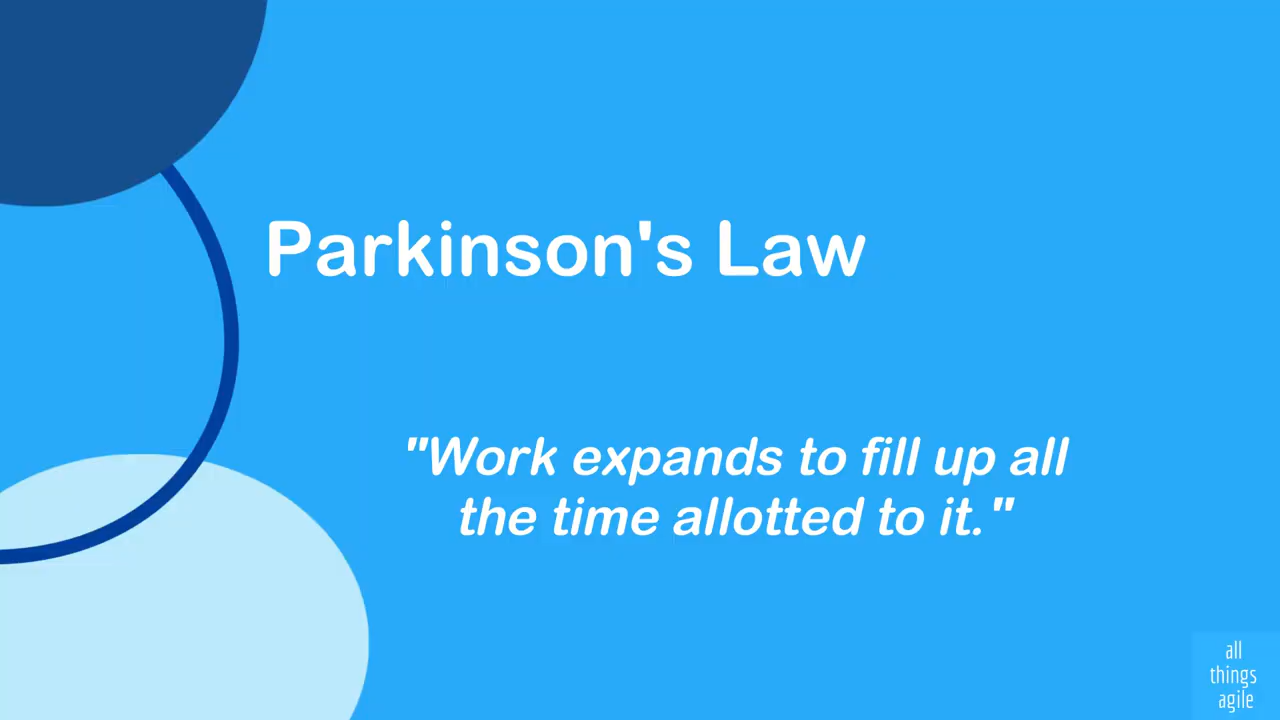 Parkinson's Law
"Work expands to fill up all
the time allotted to it."
all
things
agile